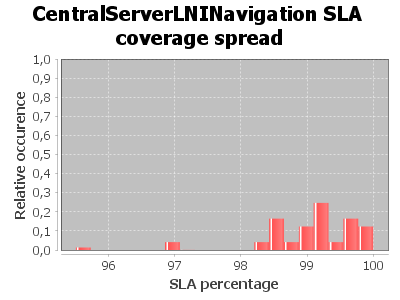 CentralServerLNINavigation SLA
coverage spread
Relative occurence
1,0
0,9
0,8
0,7
0,6
0,5
0,4
0,3
0,2
0,1
0,0
96 97 98 99 100
SLA percentage